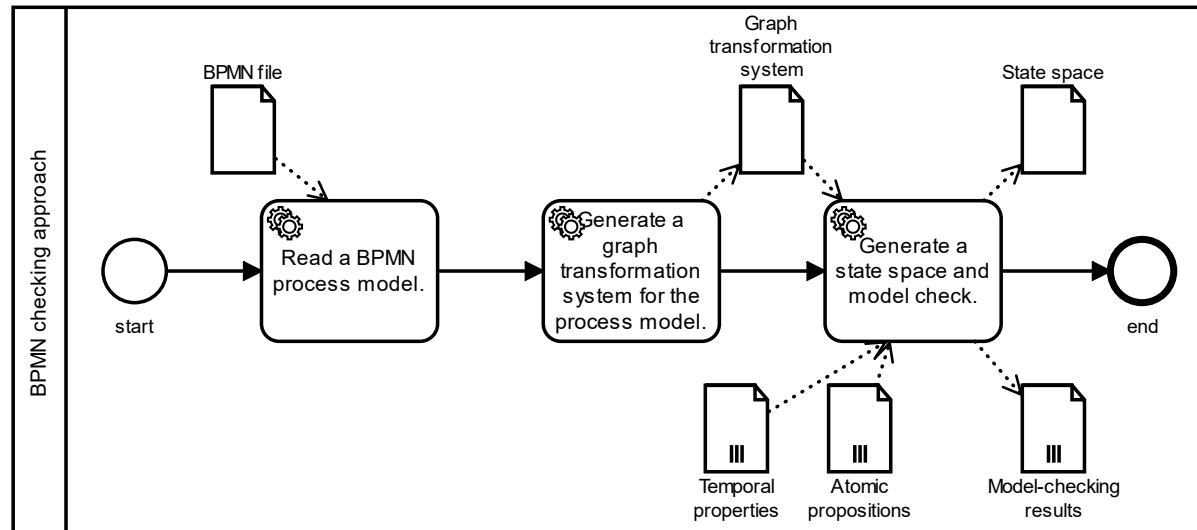 BPMN checking approach
BPMN file
Graph
transformation
system
State space
start
Read a BPMN
process model.
Generate a
graph
transformation
system for the
process model.
Generate a
state space and
model check.
end
Temporal
properties
Atomic
propositions
Model-checking
results